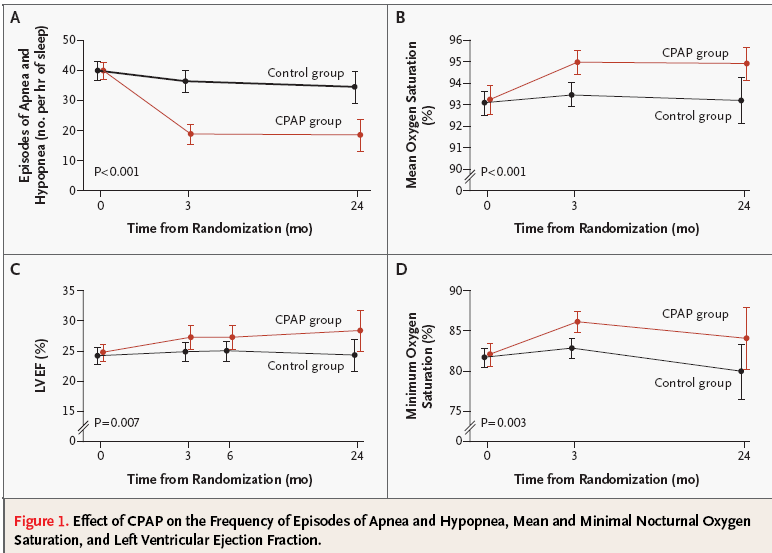 A
Episodes of Apnea and
Hypopnea (no. per hr of sleep)
50
40
30
20
10
0
Control group
CPAP group
P<0.001
0 3 24
Time from Randomization (mo)
B
Mean Oxygen Saturation
(%)
96
95
94
93
92
91
90
0
CPAP group
Control group
P<0.001
0 3 24
Time from Randomization (mo)
C
LVEF (%)
35
30
25
20
15
0
CPAP group
Control group
P=0.007
0 3 6 24
Time from Randomization (mo)
D
Minimum Oxygen
Saturation (%)
90
85
80
75
0
CPAP group
Control group
P=0.003
0 3 24
Time from Randomization (mo)
Figure 1. Effect of CPAP on the Frequency of Episodes of Apnea and Hypopnea, Mean and Minimal Nocturnal Oxygen
Saturation, and Left Ventricular Ejection Fraction.